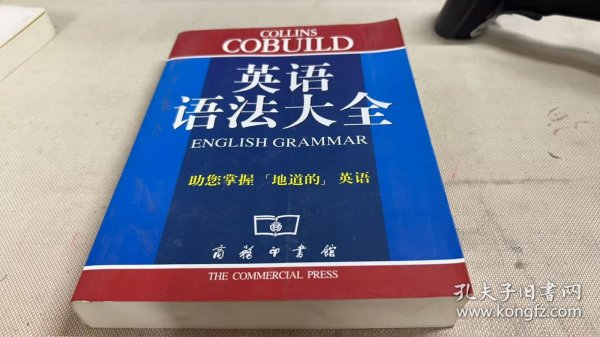 COLLINS
COBUILD
英语
语法大全
ENGLISH GRAMMAR
助您掌握「地道的」英语
商务印书馆
THE COMMERCIAL PRESS
孔夫子旧书网
www.kongfz.com